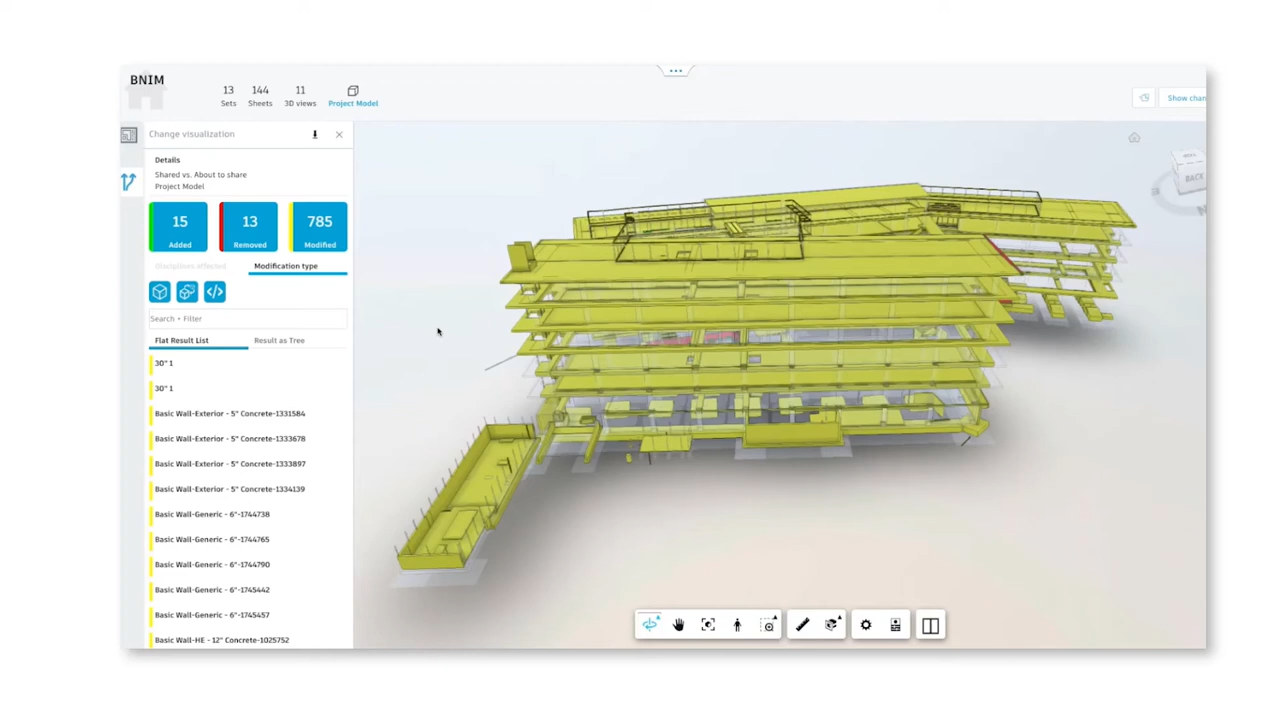 BNIM
13 144 11
Sets Sheets 3D views Project Model
Show chan
Change visualization
Details
Shared vs. About to share
Project Model
15 13 785
Added Removed Modified
Disciplines affected Modification type
Search + Filter
Flat Result List Result as Tree
30" 1
30" 1
Basic Wall-Exterior - 5" Concrete-1331584
Basic Wall-Exterior - 5" Concrete-1333678
Basic Wall-Exterior - 5" Concrete-1333897
Basic Wall-Exterior - 5" Concrete-1334139
Basic Wall-Generic - 6"-1744738
Basic Wall-Generic - 6"-1744765
Basic Wall-Generic - 6"-1744790
Basic Wall-Generic - 6"-1745442
Basic Wall-Generic - 6"-1745457
Basic Wall-HE - 12" Concrete-1025752
BACK